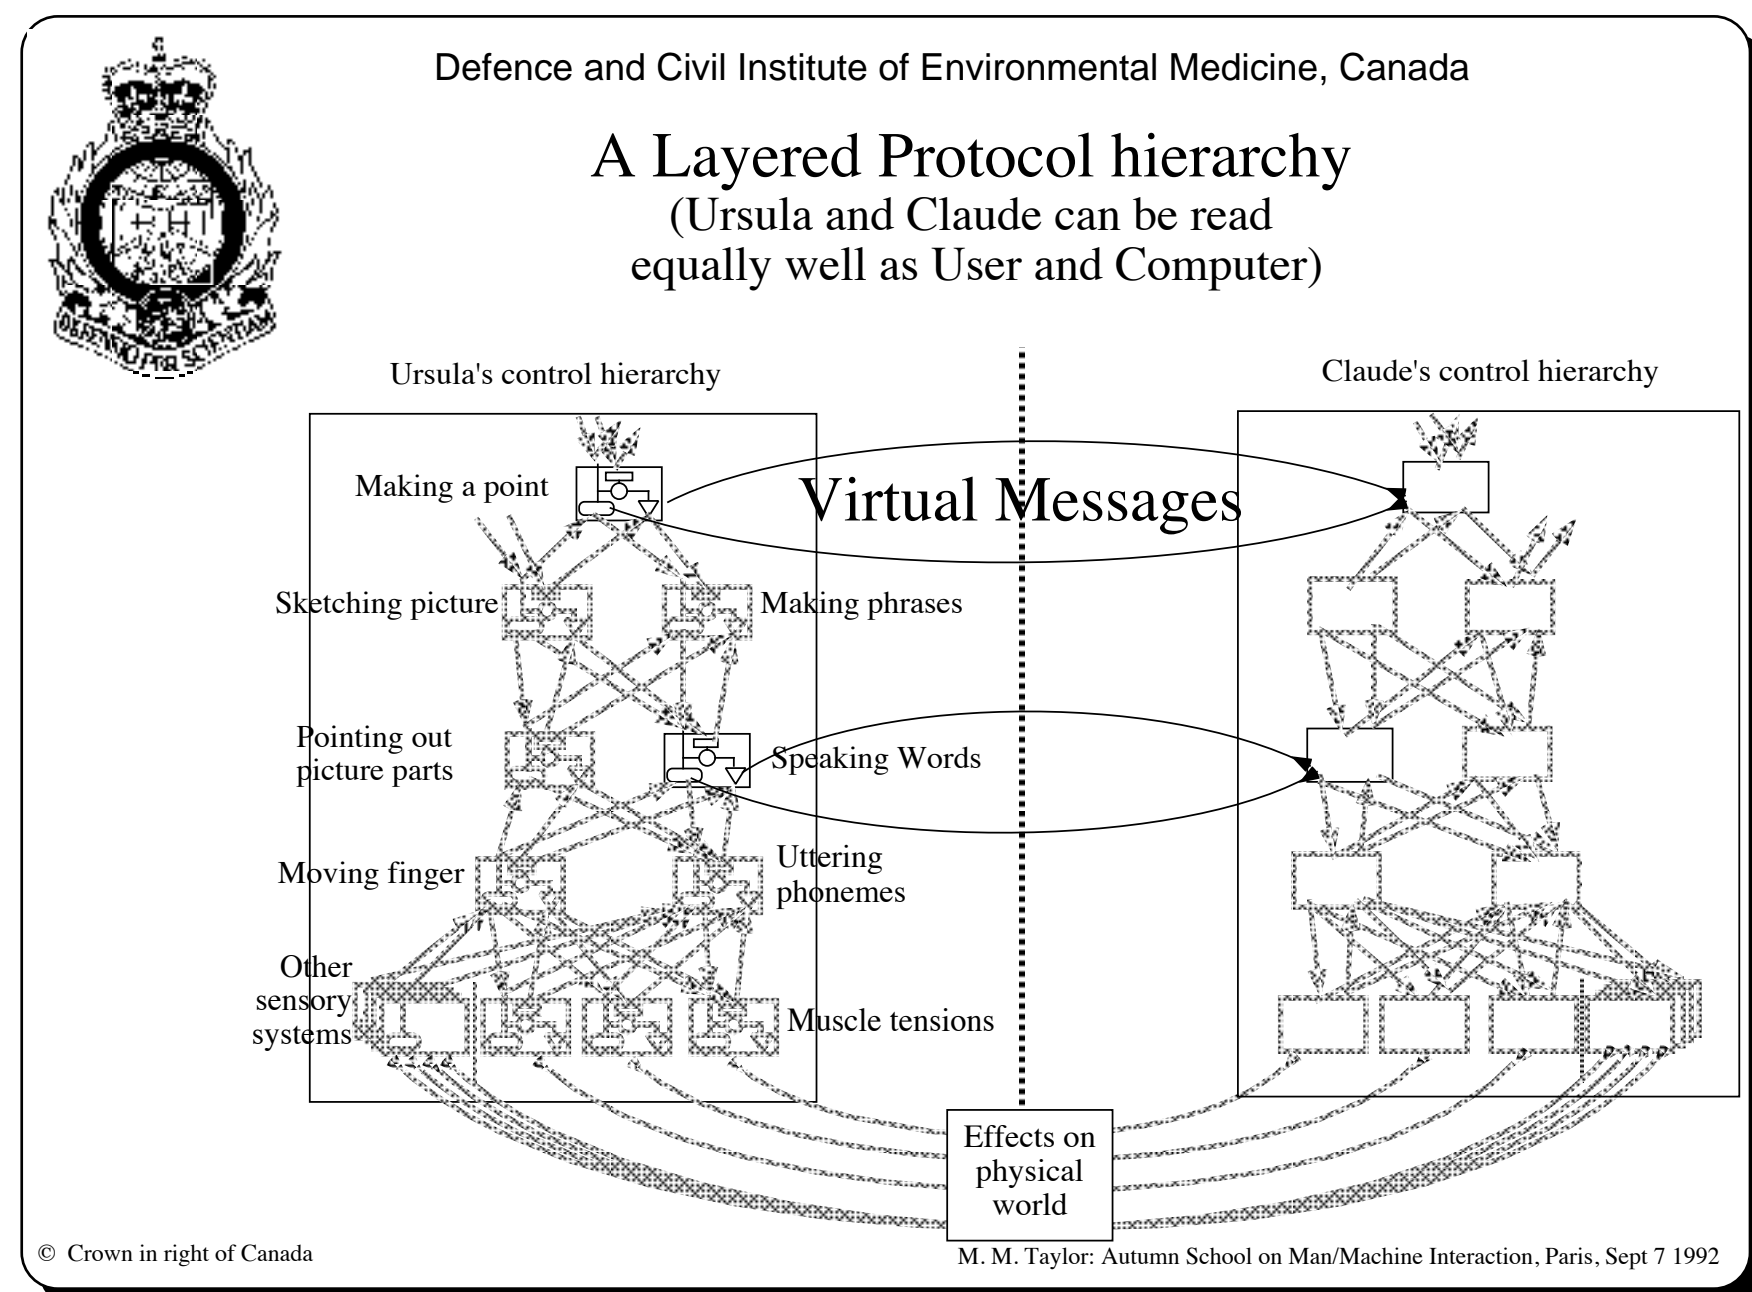 Defence and Civil Institute of Environmental Medicine, Canada
A Layered Protocol hierarchy
(Ursula and Claude can be read
equally well as User and Computer)
DEFENDO PER SCIENTIAM
Ursula's control hierarchy
Claude's control hierarchy
Making a point
Virtual Messages
Sketching picture
Making phrases
Pointing out
picture parts
Speaking Words
Moving finger
Uttering
phonemes
Other
sensory
systems
Muscle tensions
Effects on
physical
world
© Crown in right of Canada
M. M. Taylor: Autumn School on Man/Machine Interaction, Paris, Sept 7 1992